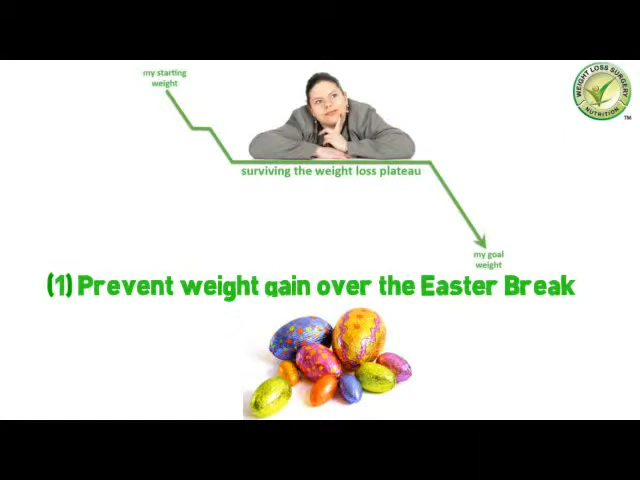 my starting
weight
WEIGHT LOSS SURGERY
NUTRITION
TM
surviving the weight loss plateau
my goal
weight
(1) Prevent weight gain over the Easter Break